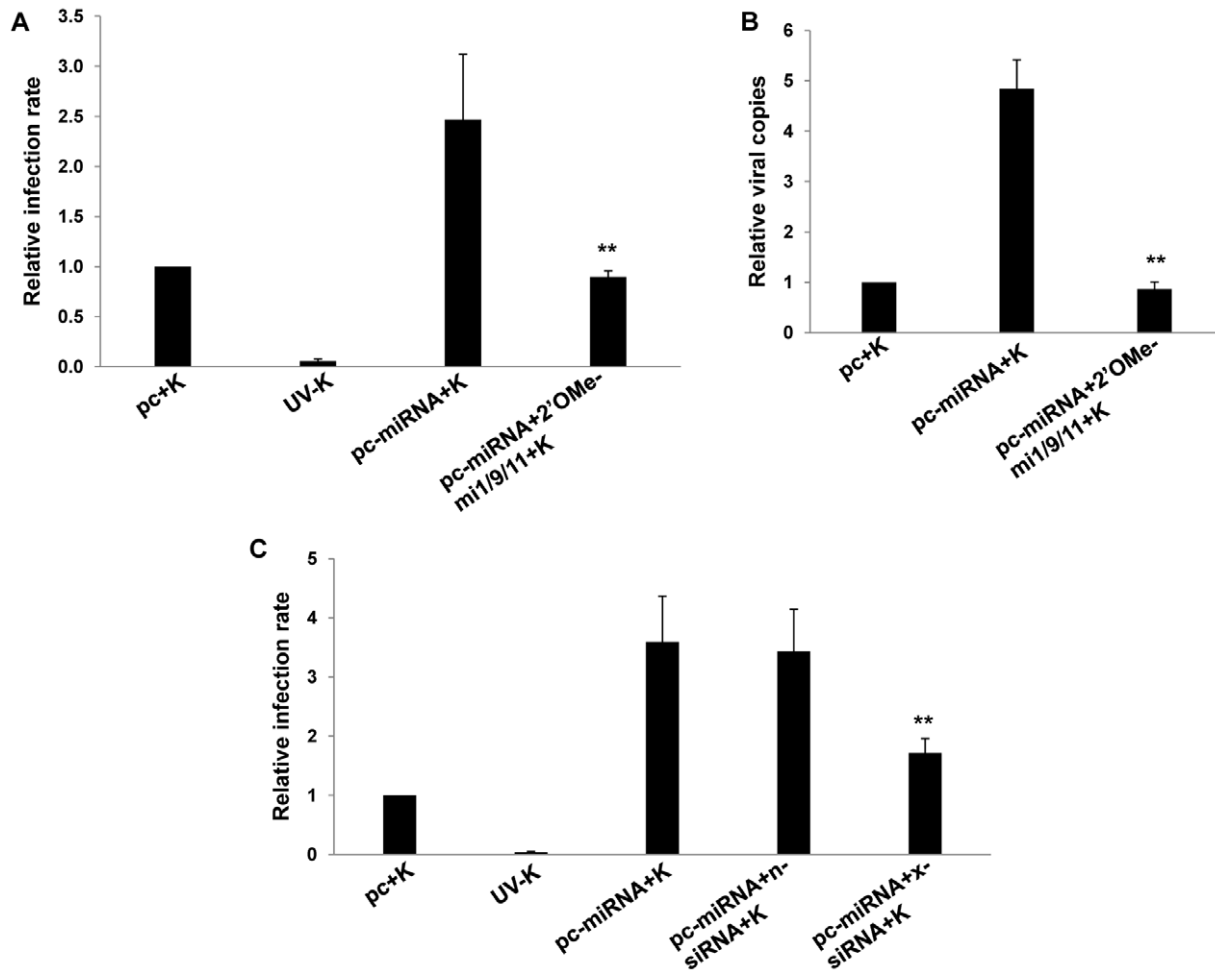 A
Relative infection rate
3.5
3.0
2.5
2.0
1.5
1.0
0.5
0.0
**
pc+K
UV-K
pc-miRNA+K
pc-miRNA+2'OMe-
mi1/9/11+K
B
Relative viral copies
6
5
4
3
2
1
0
**
pc+K
pc-miRNA+K
pc-miRNA+2'OMe-
mi1/9/11+K
C
Relative infection rate
5
4
3
2
1
0
**
pc+K
UV-K
pc-miRNA+K
pc-miRNA+n-
siRNA+K
pc-miRNA+x-
siRNA+K